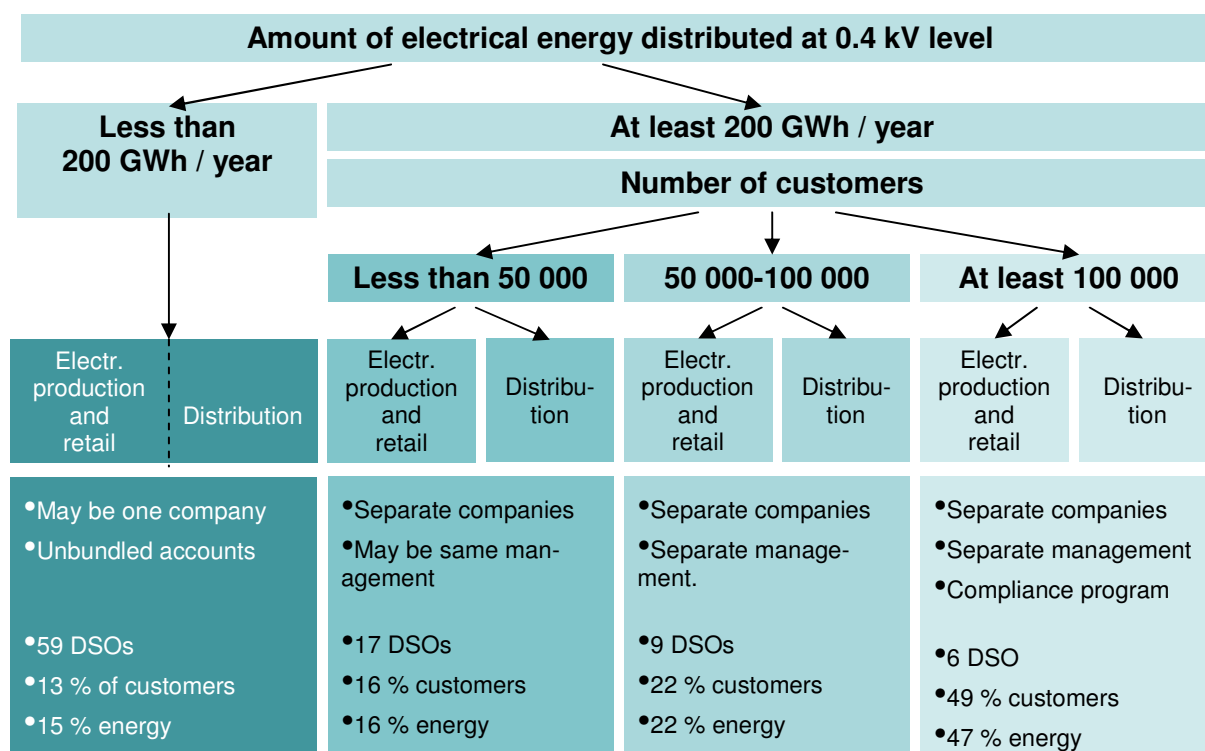 Amount of electrical energy distributed at 0.4 kV level
Less than
200 GWh / year
At least 200 GWh / year
Number of customers
Less than 50 000
50 000-100 000
At least 100 000
Electr.
production
and
retail
Distribution
Electr.
production
and
retail
Distribu-
tion
Electr.
production
and
retail
Distribu-
tion
Electr.
production
and
retail
Distribu-
tion
•May be one company
•Unbundled accounts
•59 DSOs
•13 % of customers
•15 % energy
•Separate companies
•May be same man-
agement
•17 DSOs
•16 % customers
•16 % energy
•Separate companies
•Separate manage-
ment.
•9 DSOs
•22 % customers
•22 % energy
•Separate companies
•Separate management
•Compliance program
•6 DSO
•49 % customers
•47 % energy